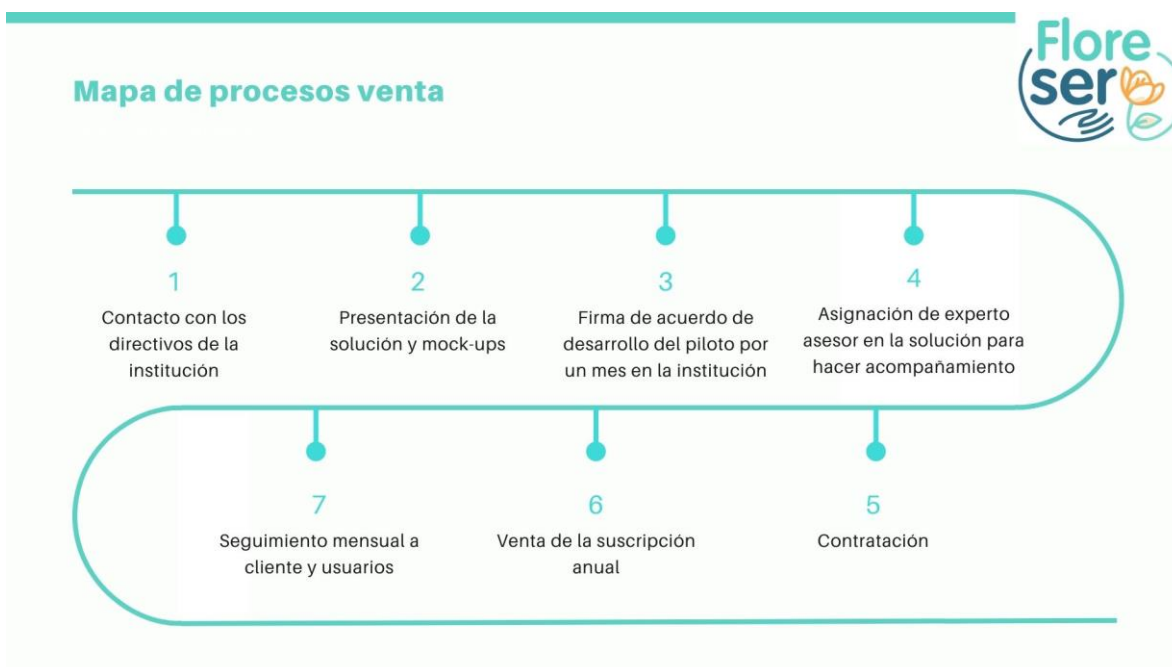 Flore
ser
Mapa de procesos venta
1
Contacto con los
directivos de la
institución
2
Presentación de la
solución y mock-ups
3
Firma de acuerdo de
desarrollo del piloto por
un mes en la institución
4
Asignación de experto
asesor en la solución para
hacer acompañamiento
5
Contratación
6
Venta de la suscripción
anual
7
Seguimiento mensual a
cliente y usuarios